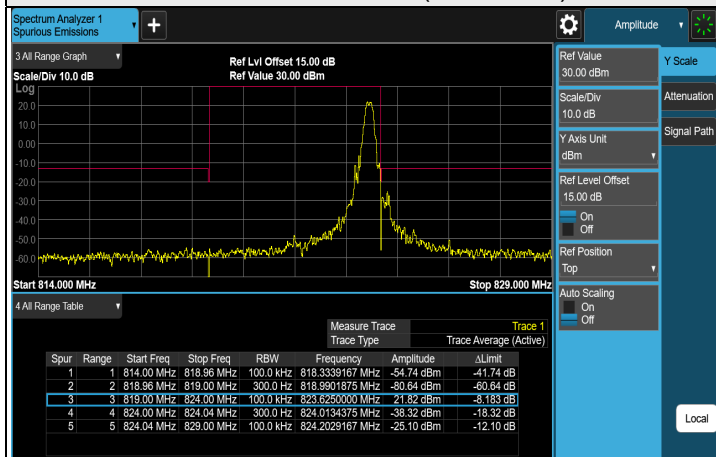 Spectrum Analyzer 1
Spurious Emissions
Amplitude
3 All Range Graph
Ref Lvl Offset 15.00 dB
Scale/Div 10.0 dB
Ref Value 30.00 dBm
Log
20.0
10.0
0.00
-10.0
-20.0
-30.0
-40.0
-50.0
-60.0
Start 814.000 MHz
Stop 829.000 MHz
4 All Range Table
Measure Trace Trace 1
Trace Type Trace Average (Active)
Spur Range Start Freq Stop Freq RBW Frequency Amplitude ΔLimit
1 1 814.00 MHz 818.96 MHz 100.0 kHz 818.3339167 MHz -54.74 dBm -41.74 dB
2 2 818.96 MHz 819.00 MHz 300.0 Hz 818.9901875 MHz -80.64 dBm -60.64 dB
3 3 819.00 MHz 824.00 MHz 100.0 kHz 823.6250000 MHz 21.82 dBm -8.183 dB
4 4 824.00 MHz 824.04 MHz 300.0 Hz 824.0134375 MHz -38.32 dBm -18.32 dB
5 5 824.04 MHz 829.00 MHz 100.0 kHz 824.2029167 MHz -25.10 dBm -12.10 dB
Ref Value
30.00 dBm
Scale/Div
10.0 dB
Y Axis Unit
dBm
Ref Level Offset
15.00 dB
On
Off
Ref Position
Top
Auto Scaling
On
Off
Y Scale
Attenuation
Signal Path
Local